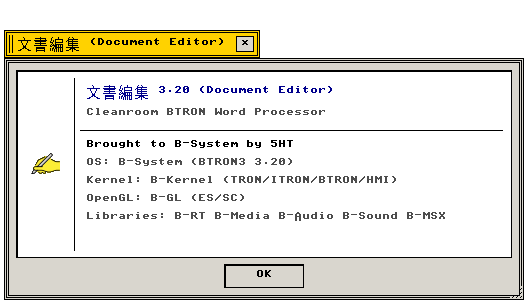 文書編集 (Document Editor) ×
文書編集 3.20 (Document Editor)
Cleanroom BTRON Word Processor
Brought to B-System by 5HT
OS: B-System (BTRON3 3.20)
Kernel: B-Kernel (TRON/ITRON/BTRON/HMI)
OpenGL: B-GL (ES/SC)
Libraries: B-RT B-Media B-Audio B-Sound B-MSX
OK